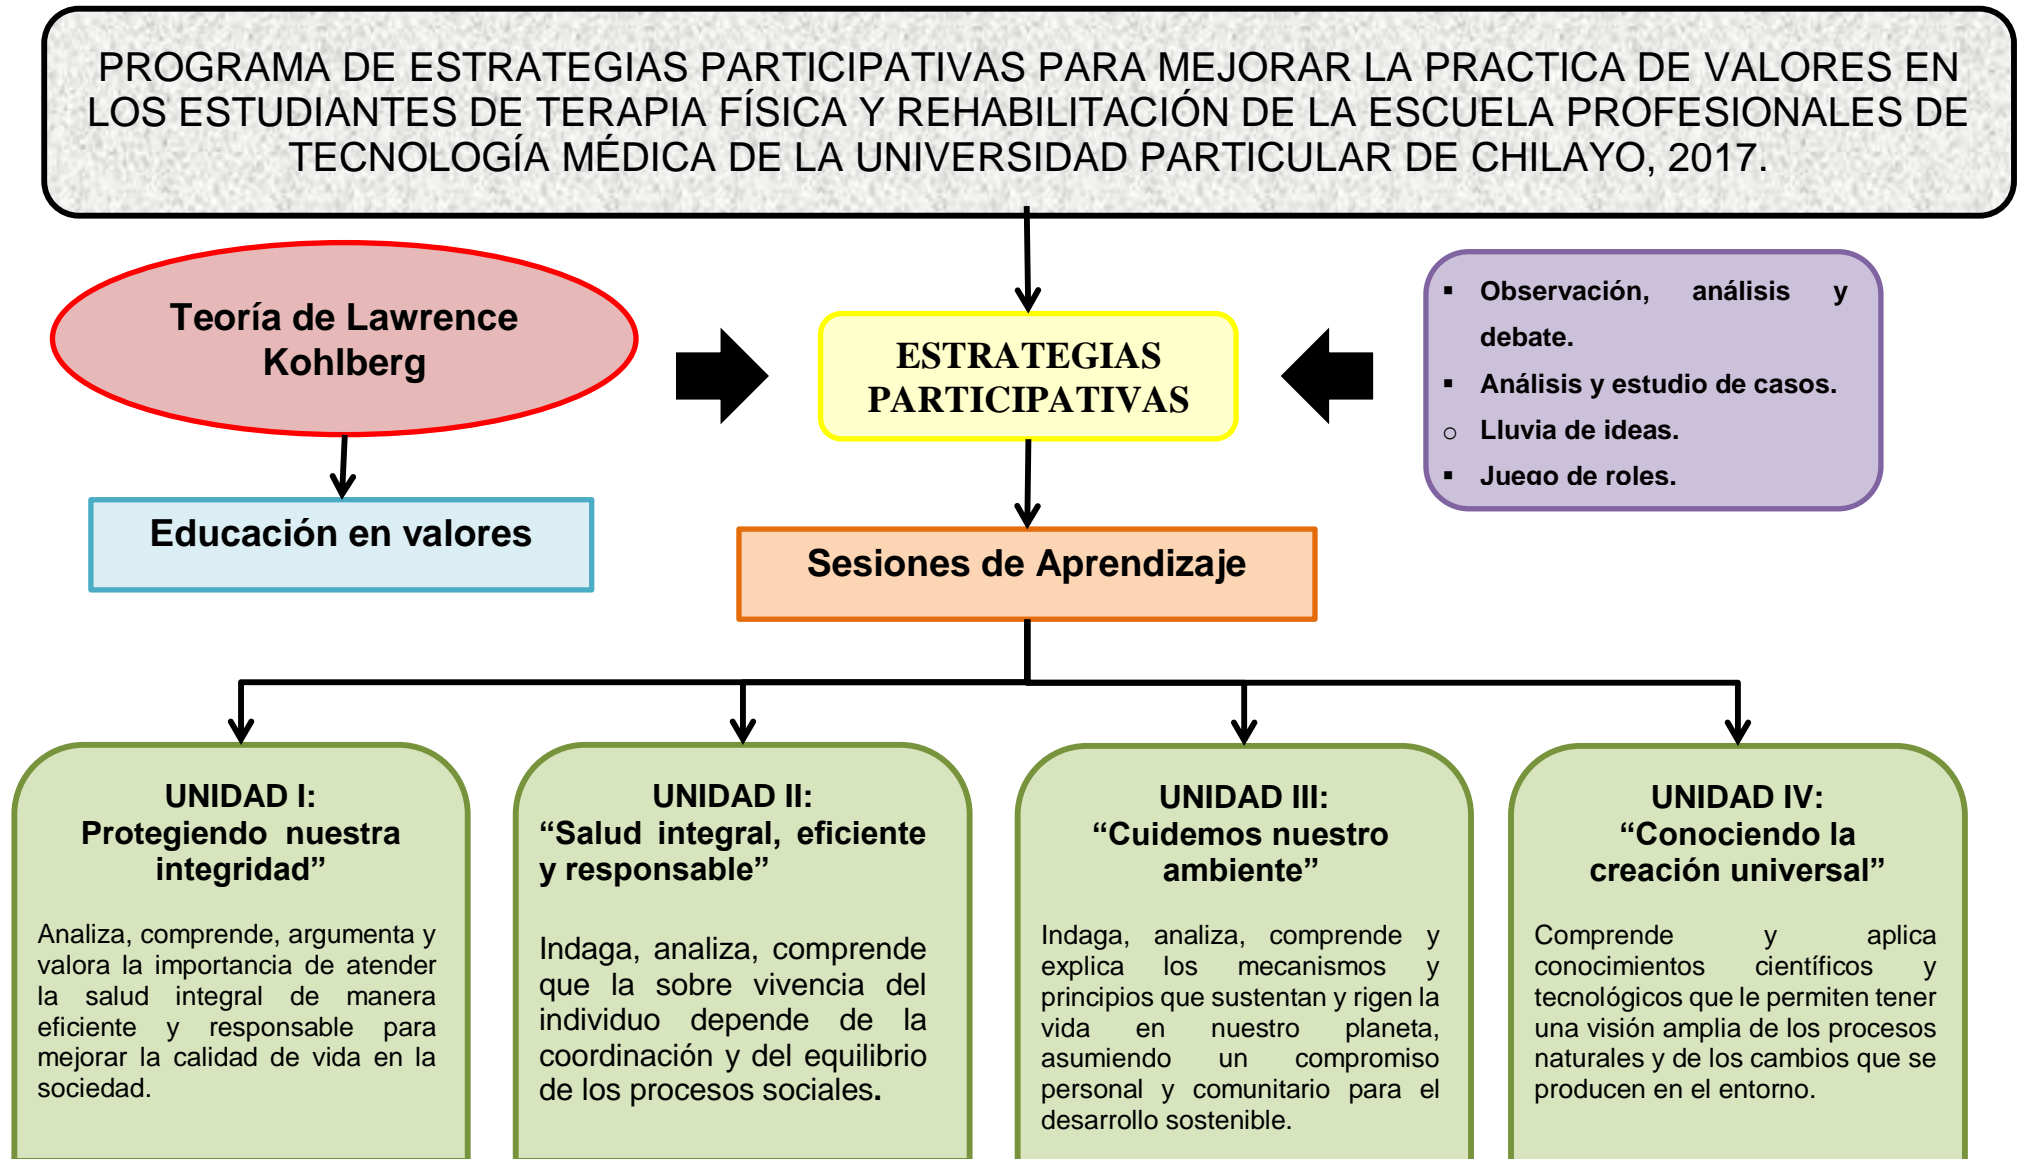 PROGRAMA DE ESTRATEGIAS PARTICIPATIVAS PARA MEJORAR LA PRACTICA DE VALORES EN
LOS ESTUDIANTES DE TERAPIA FÍSICA Y REHABILITACIÓN DE LA ESCUELA PROFESIONALES DE
TECNOLOGÍA MÉDICA DE LA UNIVERSIDAD PARTICULAR DE CHILAYO, 2017.
Teoría de Lawrence
Kohlberg
ESTRATEGIAS
PARTICIPATIVAS
▪ Observación, análisis y
debate.
▪ Análisis y estudio de casos.
o Lluvia de ideas.
▪ Juego de roles.
Educación en valores
Sesiones de Aprendizaje
UNIDAD I:
Protegiendo nuestra
integridad”
Analiza, comprende, argumenta y
valora la importancia de atender
la salud integral de manera
eficiente y responsable para
mejorar la calidad de vida en la
sociedad.
UNIDAD II:
“Salud integral, eficiente
y responsable”
Indaga, analiza, comprende
que la sobre vivencia del
individuo depende de la
coordinación y del equilibrio
de los procesos sociales.
UNIDAD III:
“Cuidemos nuestro
ambiente”
Indaga, analiza, comprende y
explica los mecanismos y
principios que sustentan y rigen la
vida en nuestro planeta,
asumiendo un compromiso
personal y comunitario para el
desarrollo sostenible.
UNIDAD IV:
“Conociendo la
creación universal”
Comprende y aplica
conocimientos científicos y
tecnológicos que le permiten tener
una visión amplia de los procesos
naturales y de los cambios que se
producen en el entorno.